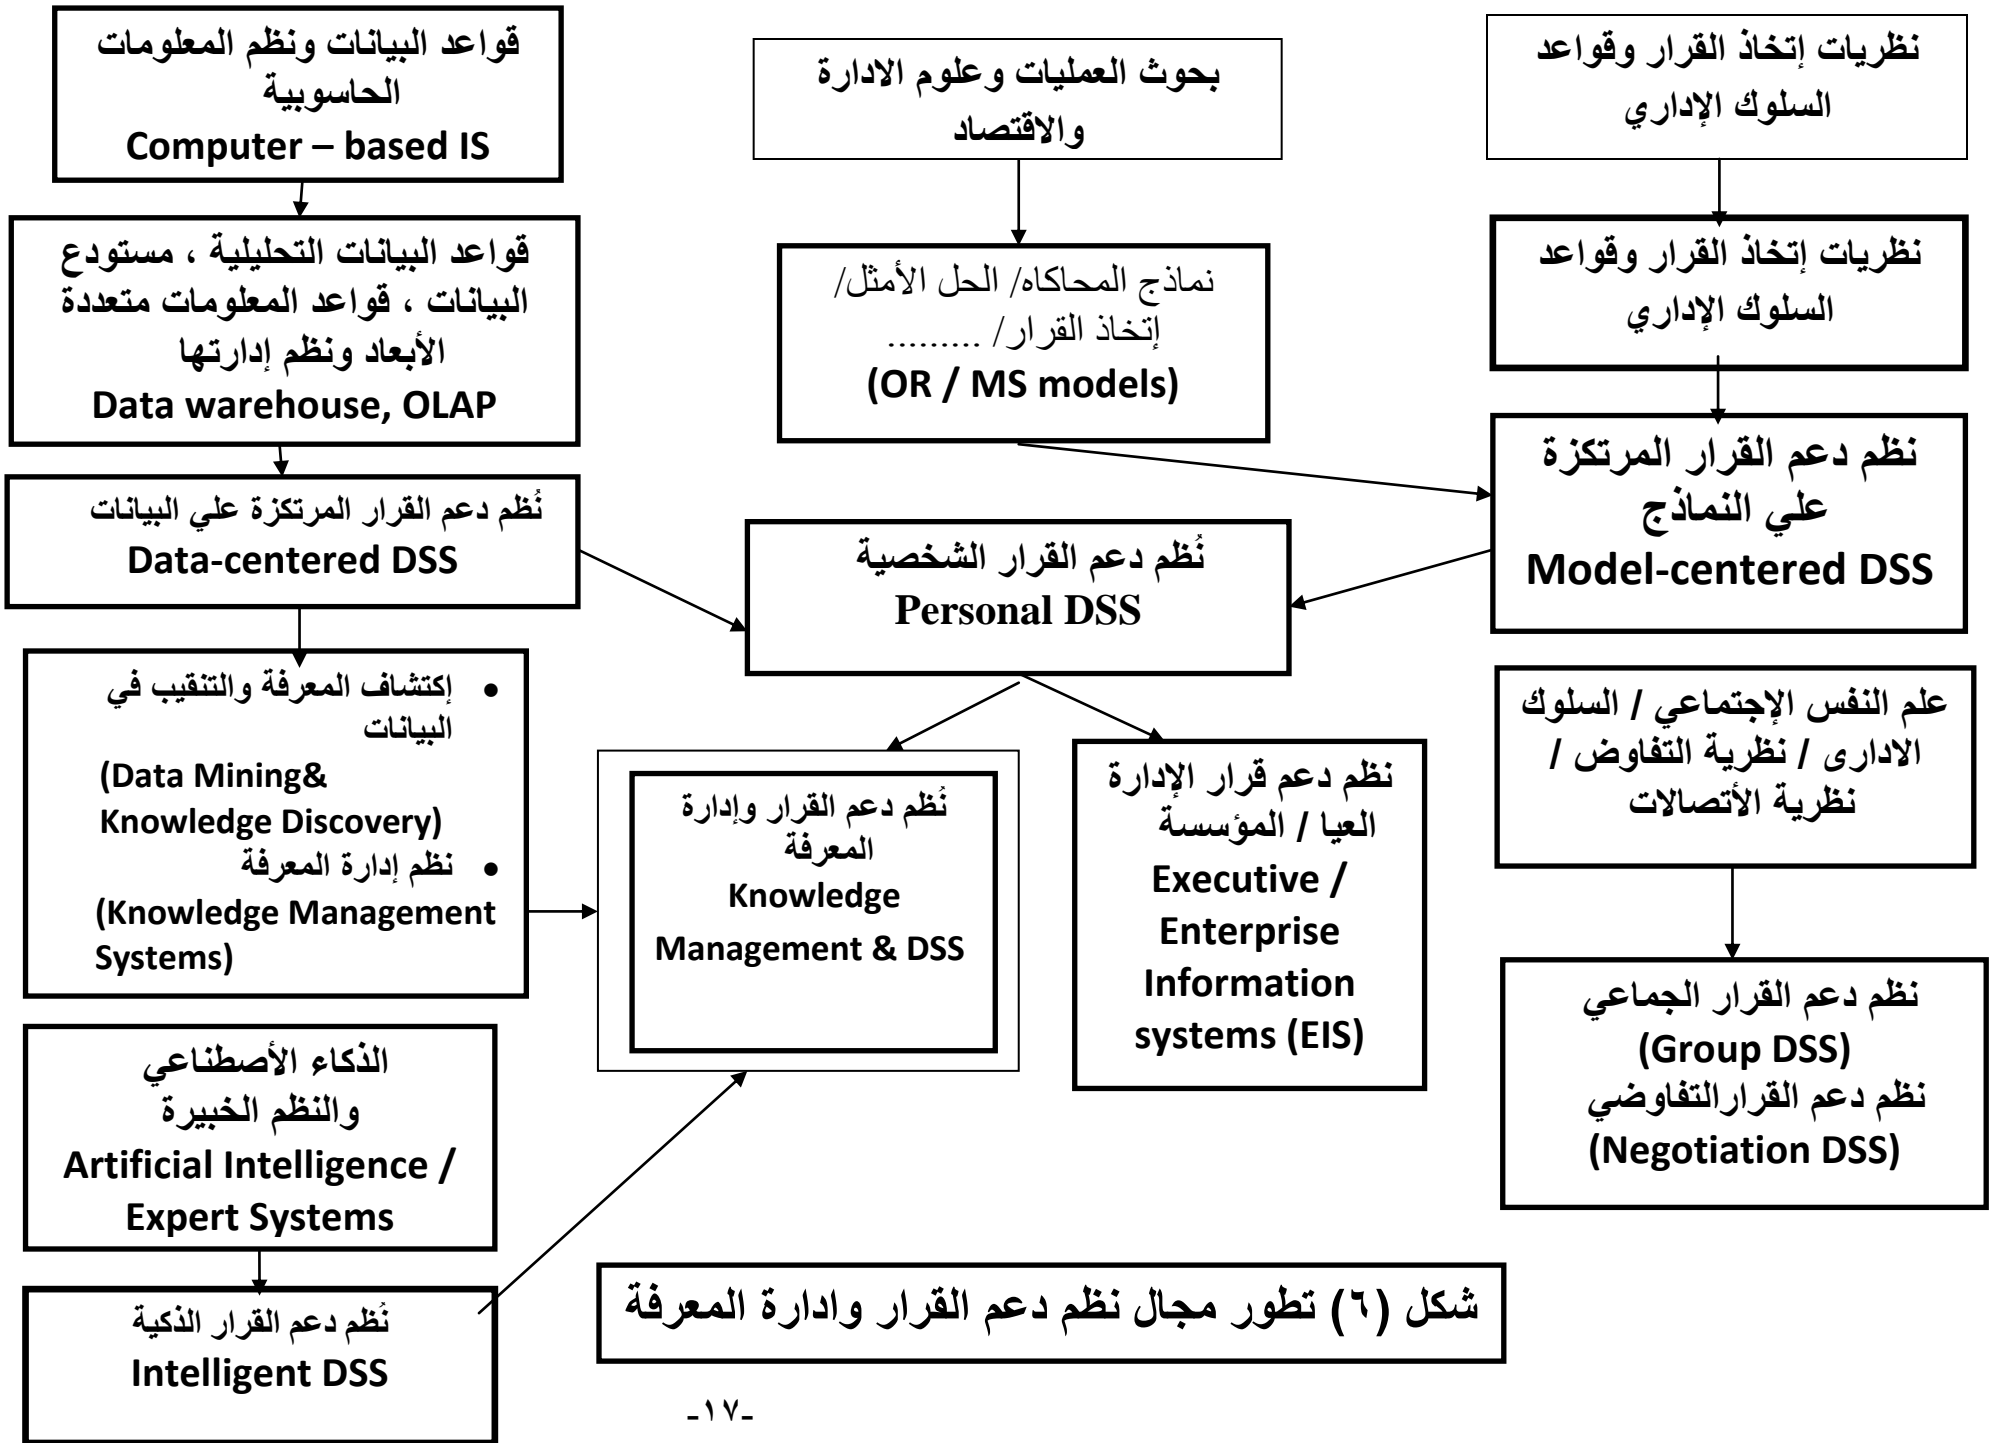 قواعد البيانات ونظم المعلومات
الحاسوبية
Computer – based IS
بحوث العمليات وعلوم الادارة
والاقتصاد
نظريات إتخاذ القرار وقواعد
السلوك الإداري
قواعد البيانات التحليلية ، مستودع
البيانات ، قواعد المعلومات متعددة
الأبعاد ونظم إدارتها
Data warehouse, OLAP
نماذج المحاكاه/ الحل الأمثل/
إتخاذ القرار/ .........
(OR / MS models)
نظريات إتخاذ القرار وقواعد
السلوك الإداري
نُظم دعم القرار المرتكزة علي البيانات
Data-centered DSS
نُظم دعم القرار الشخصية
Personal DSS
نظم دعم القرار المرتكزة
علي النماذج
Model-centered DSS
• إكتشاف المعرفة والتنقيب في
البيانات
(Data Mining&
Knowledge Discovery)
• نظم إدارة المعرفة
(Knowledge Management
Systems)
نُظم دعم القرار وإدارة
المعرفة
Knowledge
Management & DSS
نظم دعم قرار الإدارة
العيا / المؤسسة
Executive /
Enterprise
Information
systems (EIS)
علم النفس الإجتماعي / السلوك
الادارى / نظرية التفاوض /
نظرية الأتصالات
نظم دعم القرار الجماعي
(Group DSS)
نظم دعم القرارالتفاوضي
(Negotiation DSS)
الذكاء الأصطناعي
والنظم الخبيرة
Artificial Intelligence /
Expert Systems
نُظم دعم القرار الذكية
Intelligent DSS
شكل (٦) تطور مجال نظم دعم القرار وادارة المعرفة
-١٧-